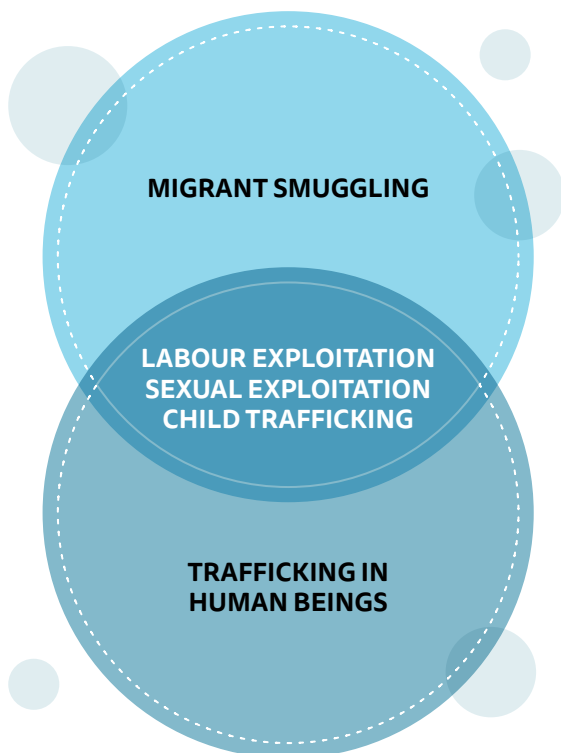 MIGRANT SMUGGLING
LABOUR EXPLOITATION
SEXUAL EXPLOITATION
CHILD TRAFFICKING
TRAFFICKING IN
HUMAN BEINGS